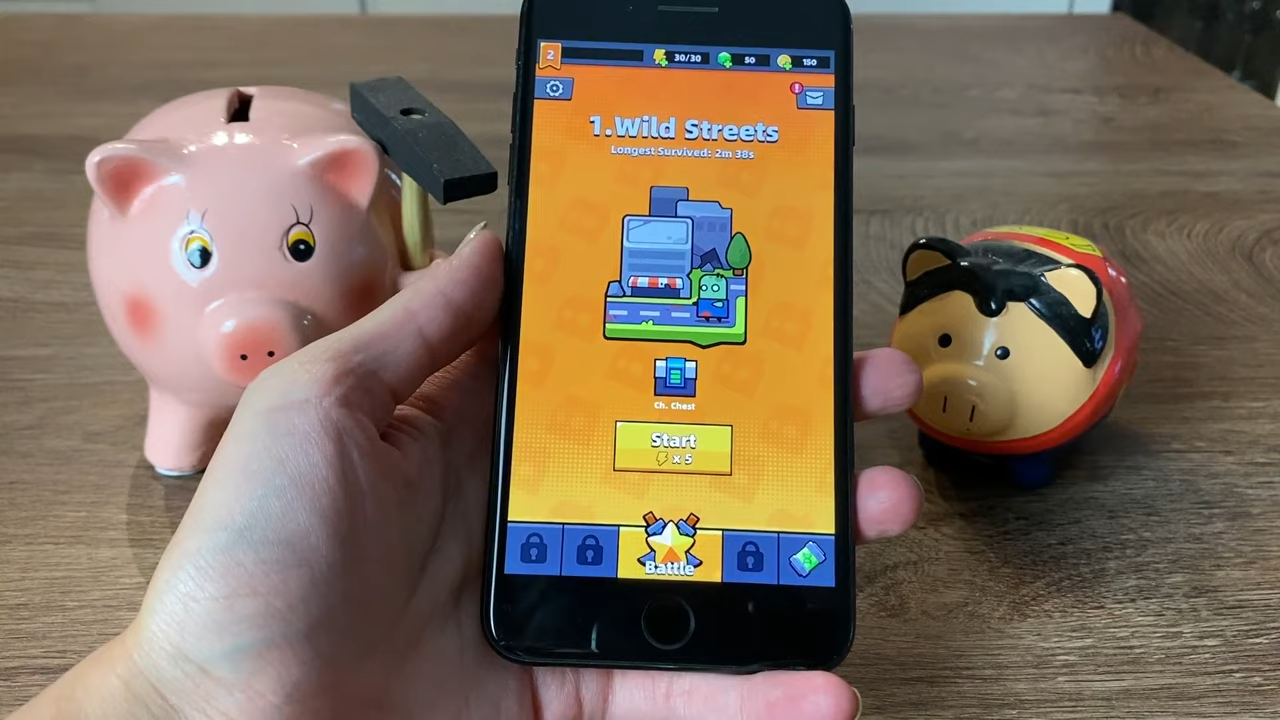 2
30/30
50
150
!
1.Wild Streets
Longest Survived: 2m 38s
Ch. Chest
Start
x 5
Battle